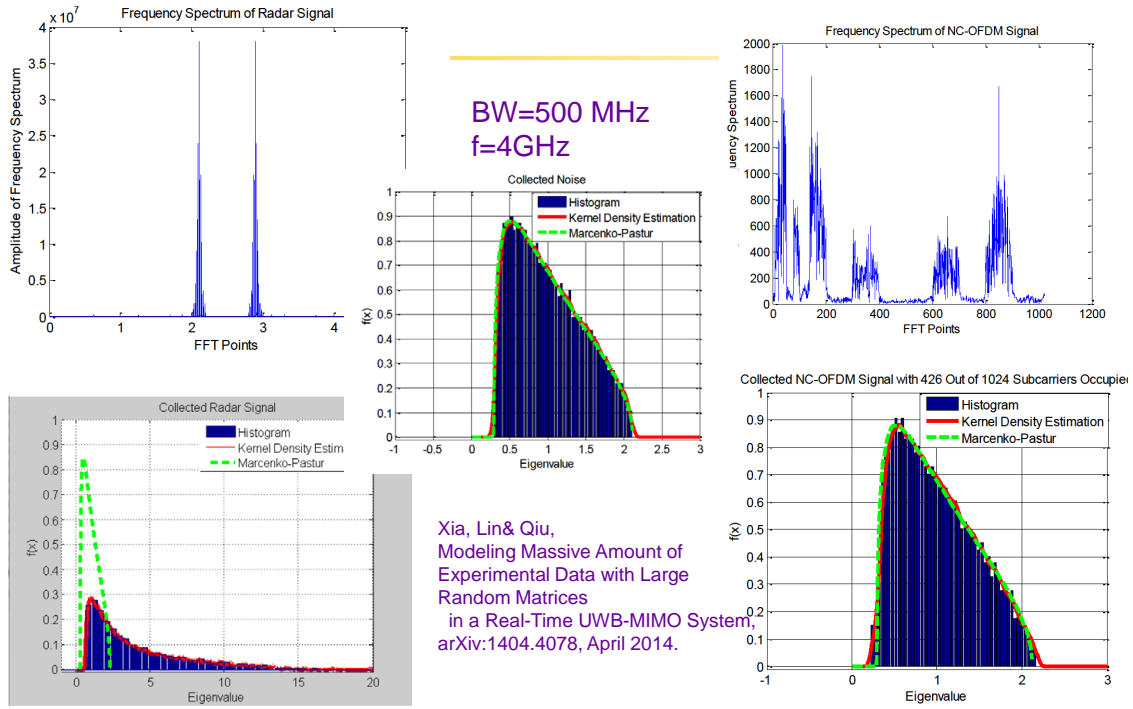 Frequency Spectrum of Radar Signal
x 10^7
4
3.5
3
2.5
2
1.5
1
0.5
0
Amplitude of Frequency Spectrum
0 1 2 3 4
FFT Points
BW=500 MHz
f=4GHz
Frequency Spectrum of NC-OFDM Signal
2000
1800
1600
1400
1200
1000
800
600
400
200
0
uency Spectrum
0 200 400 600 800 1000 1200
FFT Points
Collected Noise
Histogram
Kernel Density Estimation
Marcenko-Pastur
1
0.9
0.8
0.7
0.6
0.5
0.4
0.3
0.2
0.1
0
f(x)
-1 -0.5 0 0.5 1 1.5 2 2.5 3
Eigenvalue
Collected Radar Signal
Histogram
Kernel Density Estim
Marcenko-Pastur
1
0.9
0.8
0.7
0.6
0.5
0.4
0.3
0.2
0.1
0
f(x)
0 5 10 15 20
Eigenvalue
Xia, Lin& Qiu,
Modeling Massive Amount of
Experimental Data with Large
Random Matrices
in a Real-Time UWB-MIMO System,
arXiv:1404.4078, April 2014.
Collected NC-OFDM Signal with 426 Out of 1024 Subcarriers Occupied
Histogram
Kernel Density Estimation
Marcenko-Pastur
1
0.9
0.8
0.7
0.6
0.5
0.4
0.3
0.2
0.1
0
f(x)
-1 0 1 2 3
Eigenvalue